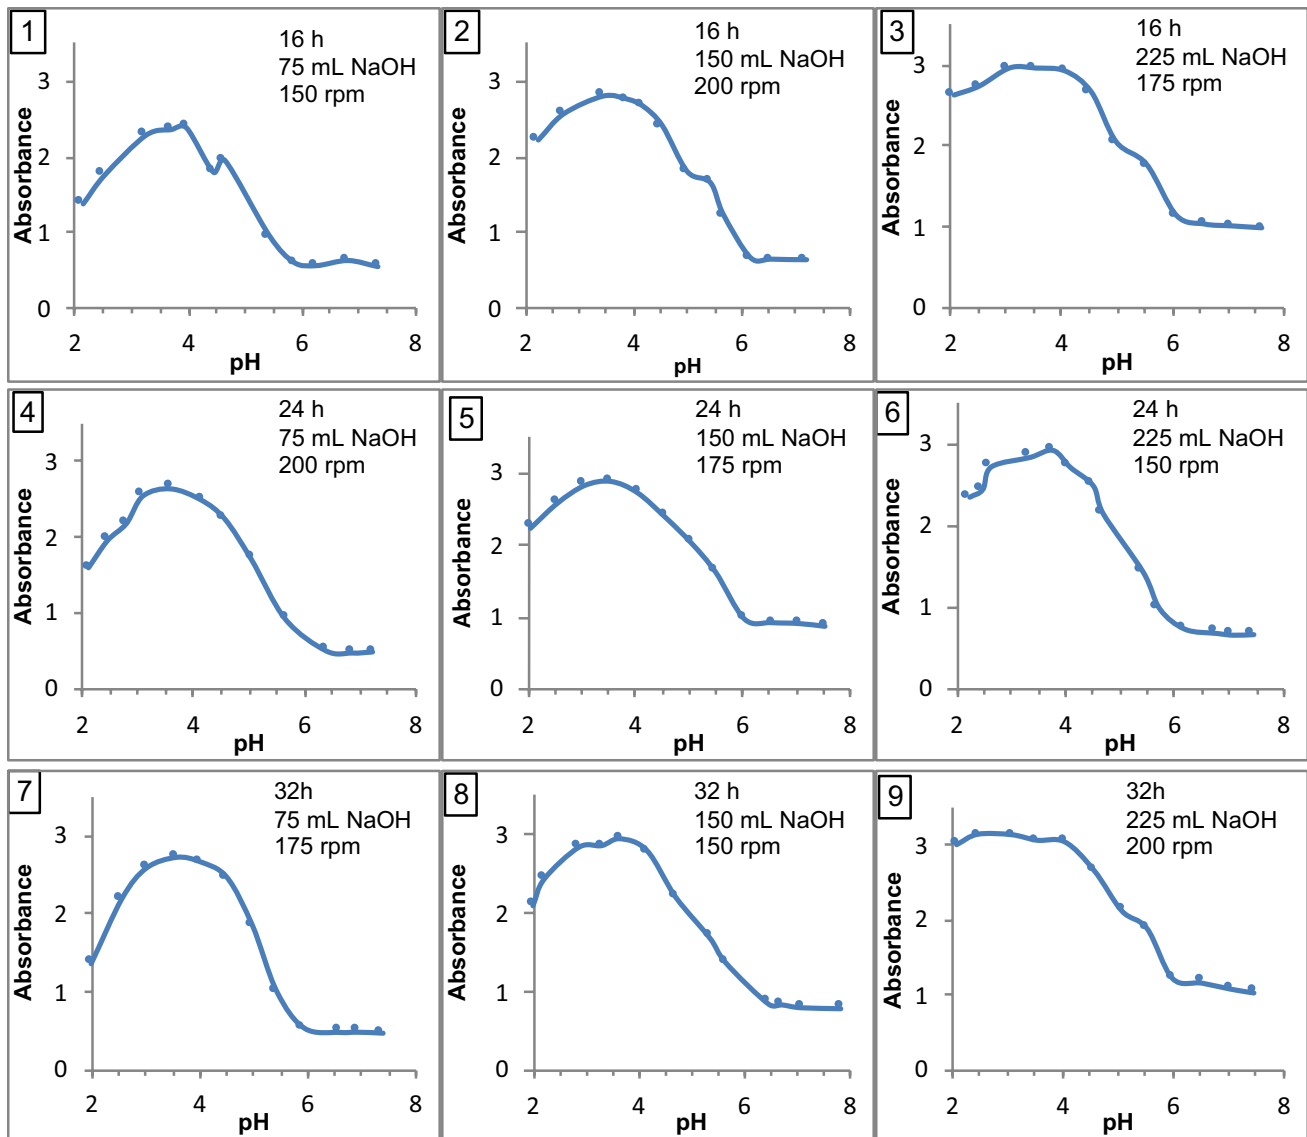 1
16 h
75 mL NaOH
150 rpm
Absorbance
3
2
1
0
2 4 6 8
pH
2
16 h
150 mL NaOH
200 rpm
Absorbance
3
2
1
0
2 4 6 8
pH
3
16 h
225 mL NaOH
175 rpm
Absorbance
3
2
1
0
2 4 6 8
pH
4
24 h
75 mL NaOH
200 rpm
Absorbance
3
2
1
0
2 4 6 8
pH
5
24 h
150 mL NaOH
175 rpm
Absorbance
3
2
1
0
2 4 6 8
pH
6
24 h
225 mL NaOH
150 rpm
Absorbance
3
2
1
0
2 4 6 8
pH
7
32h
75 mL NaOH
175 rpm
Absorbance
3
2
1
0
2 4 6 8
pH
8
32 h
150 mL NaOH
150 rpm
Absorbance
3
2
1
0
2 4 6 8
pH
9
32h
225 mL NaOH
200 rpm
Absorbance
3
2
1
0
2 4 6 8
pH